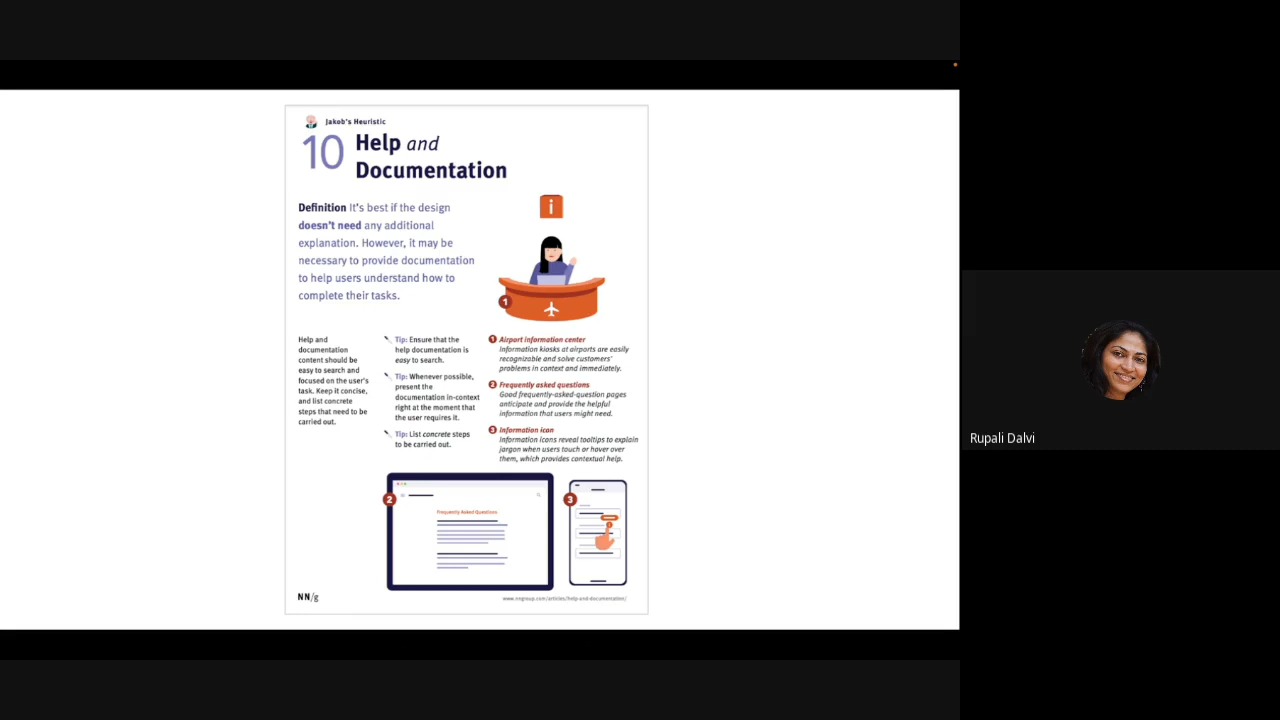 Jakob's Heuristic
10
Help and
Documentation
Definition It's best if the design
doesn't need any additional
explanation. However, it may be
necessary to provide documentation
to help users understand how to
complete their tasks.
i
1
Help and
documentation
content should be
easy to search and
focused on the user's
task. Keep it concise,
and list concrete
steps that need to be
carried out.
Tip: Ensure that the
help documentation is
easy to search.
Tip: Whenever possible,
present the
documentation in-context
right at the moment that
the user requires it.
Tip: List concrete steps
to be carried out.
1 Airport information center
Information kiosks at airports are easily
recognizable and solve customers'
problems in context and immediately.
2 Frequently asked questions
Good frequently-asked-question pages
anticipate and provide the helpful
information that users might need.
3 Information icon
Information icons reveal tooltips to explain
jargon when users touch or hover over
them, which provides contextual help.
2
Frequently Asked Questions
3
NN/g
www.nngroup.com/articles/help-and-documentation/
Rupali Dalvi